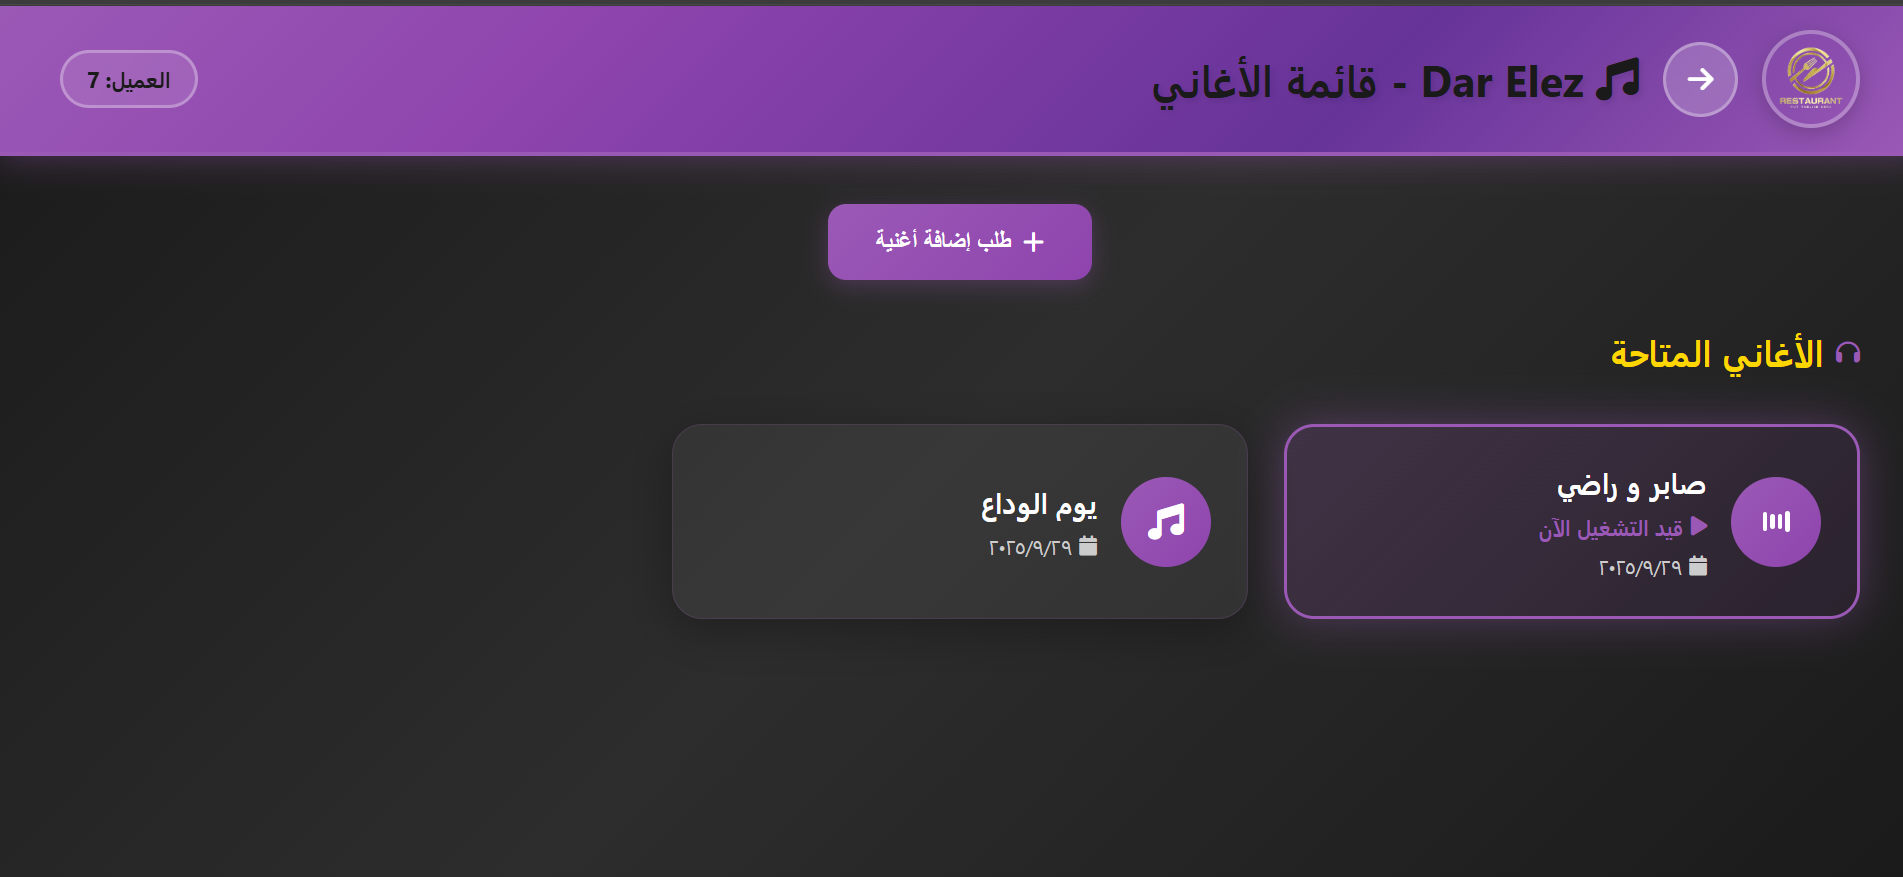 RESTAURANT
Dar Elez - قائمة الأغاني
العميل: 7
طلب إضافة أغنية
الأغاني المتاحة
صابر و راضي
قيد التشغيل الآن
٢٠٢٥/٩/٢٩
يوم الوداع
٢٠٢٥/٩/٢٩